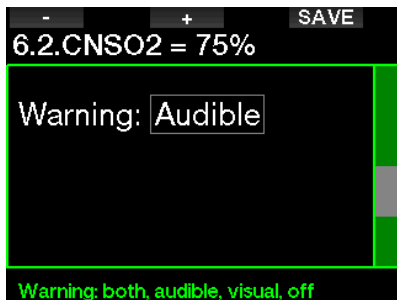 - + SAVE
6.2.CNSO2 = 75%
Warning: Audible
Warning: both, audible, visual, off